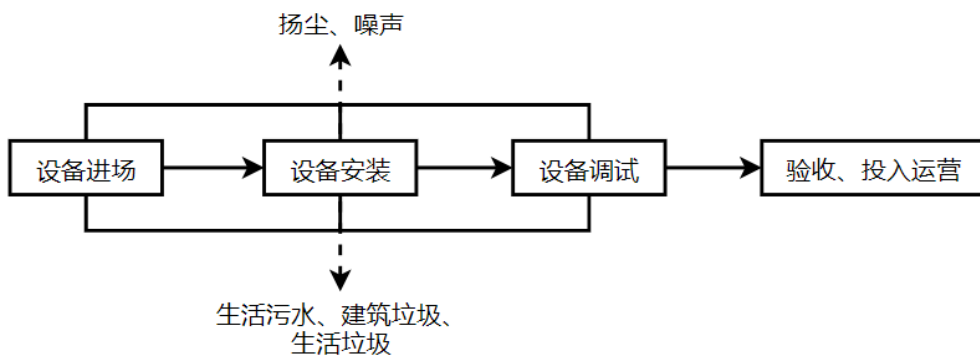 扬尘、噪声
设备进场
设备安装
设备调试
验收、投入运营
生活污水、建筑垃圾、
生活垃圾